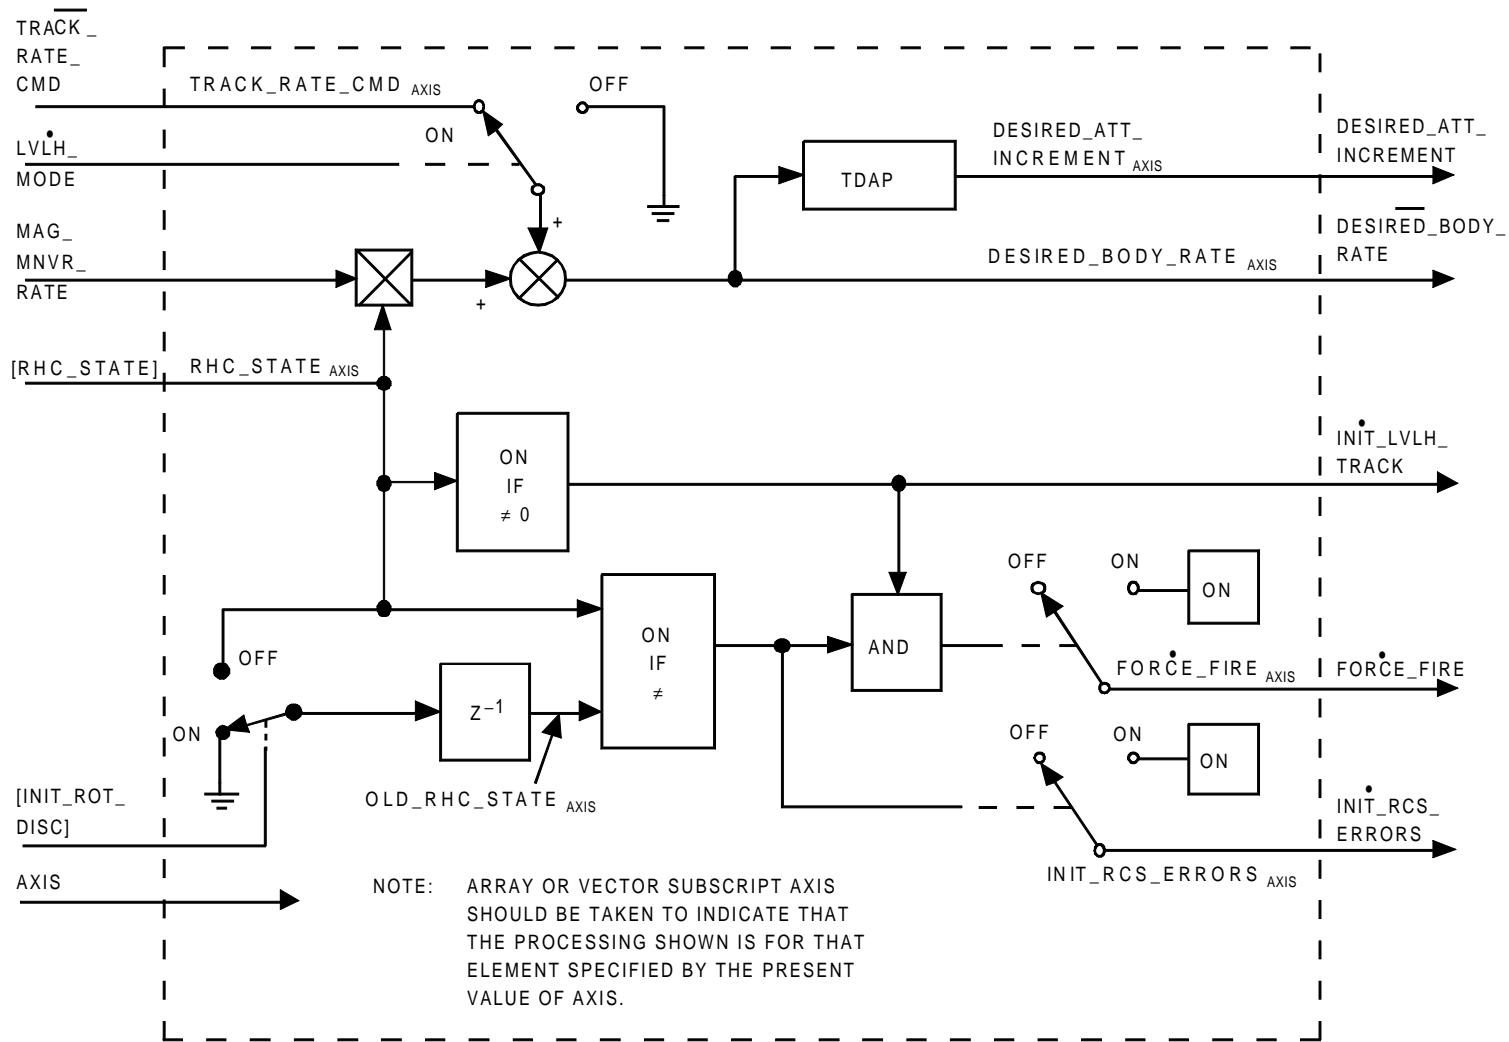 TRACK_
RATE_
CMD
TRACK_RATE_CMD AXIS
OFF
ON
LVLH_
MODE
DESIRED_ATT_
INCREMENT AXIS
DESIRED_ATT_
INCREMENT
TDAP
MAG_
MNVR_
RATE
+
+
DESIRED_BODY_RATE AXIS
DESIRED_BODY_
RATE
[RHC_STATE]
RHC_STATE AXIS
ON
IF
≠ 0
INIT_LVLH_
TRACK
OFF
ON
ON
ON
IF
≠
AND
OFF
FORCE_FIRE AXIS
FORCE_FIRE
ON
Z–1
OFF
ON
ON
[INIT_ROT_
DISC]
OLD_RHC_STATE AXIS
INIT_RCS_
ERRORS
INIT_RCS_ERRORS AXIS
AXIS
NOTE: ARRAY OR VECTOR SUBSCRIPT AXIS
SHOULD BE TAKEN TO INDICATE THAT
THE PROCESSING SHOWN IS FOR THAT
ELEMENT SPECIFIED BY THE PRESENT
VALUE OF AXIS.